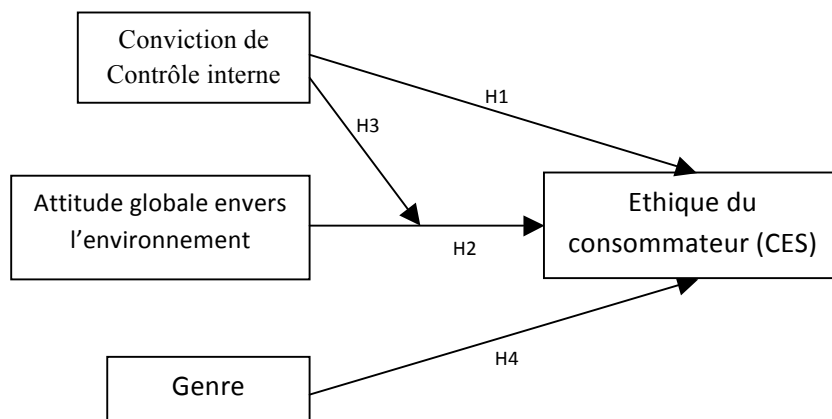 Conviction de
Contrôle interne
H1
H3
Attitude globale envers
l'environnement
H2
Ethique du
consommateur (CES)
H4
Genre